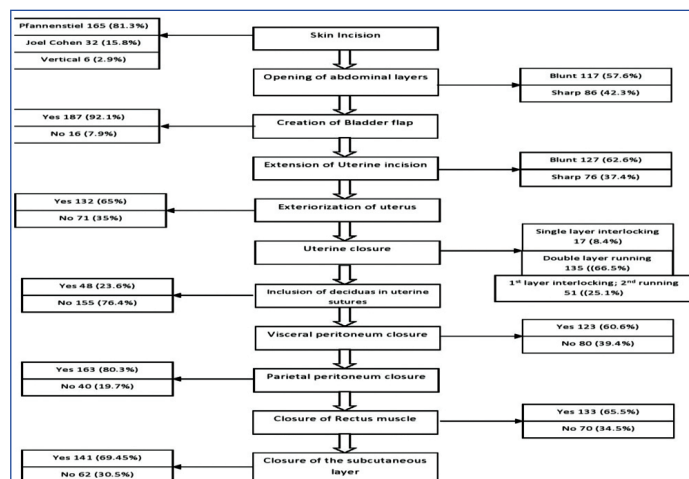 Pfannenstiel 165 (81.3%)
Joel Cohen 32 (15.8%)
Vertical 6 (2.9%)
Skin Incision
Opening of abdominal layers
Blunt 117 (57.6%)
Sharp 86 (42.3%)
Yes 187 (92.1%)
No 16 (7.9%)
Creation of Bladder flap
Extension of Uterine incision
Blunt 127 (62.6%)
Sharp 76 (37.4%)
Yes 132 (65%)
No 71 (35%)
Exteriorization of uterus
Uterine closure
Single layer interlocking
17 (8.4%)
Double layer running
135 ((66.5%)
1st layer interlocking; 2nd running
51 ((25.1%)
Yes 48 (23.6%)
No 155 (76.4%)
Inclusion of deciduas in uterine
sutures
Visceral peritoneum closure
Yes 123 (60.6%)
No 80 (39.4%)
Yes 163 (80.3%)
No 40 (19.7%)
Parietal peritoneum closure
Closure of Rectus muscle
Yes 133 (65.5%)
No 70 (34.5%)
Yes 141 (69.45%)
No 62 (30.5%)
Closure of the subcutaneous
layer